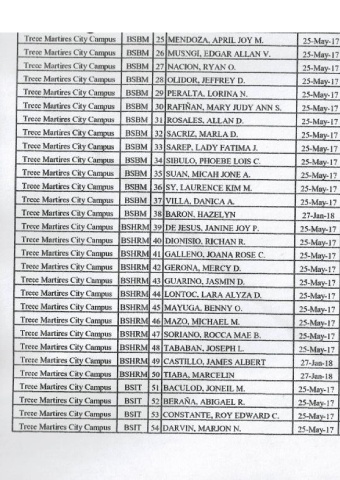 Trece Martires City Campus BSBM 25 MENDOZA, APRIL JOY M. 25-May-17
Trece Martires City Campus BSBM 26 MUSNGI, EDGAR ALLAN V. 25-May-17
Trece Martires City Campus BSBM 27 NACION, RYAN O. 25-May-17
Trece Martires City Campus BSBM 28 OLIDOR, JEFFREY D. 25-May-17
Trece Martires City Campus BSBM 29 PERALTA, LORINA N. 25-May-17
Trece Martires City Campus BSBM 30 RAFIÑAN, MARY JUDY ANN S. 25-May-17
Trece Martires City Campus BSBM 31 ROSALES, ALLAN D. 25-May-17
Trece Martires City Campus BSBM 32 SACRIZ, MARLA D. 25-May-17
Trece Martires City Campus BSBM 33 SAREP, LADY FATIMA J. 25-May-17
Trece Martires City Campus BSBM 34 SIBULO, PHOEBE LOIS C. 25-May-17
Trece Martires City Campus BSBM 35 SUAN, MICAH JONE A. 25-May-17
Trece Martires City Campus BSBM 36 SY, LAURENCE KIM M. 25-May-17
Trece Martires City Campus BSBM 37 VILLA, DANICA A. 25-May-17
Trece Martires City Campus BSBM 38 BARON, HAZELYN 27-Jan-18
Trece Martires City Campus BSHRM 39 DE JESUS, JANINE JOY P. 25-May-17
Trece Martires City Campus BSHRM 40 DIONISIO, RICHAN R. 25-May-17
Trece Martires City Campus BSHRM 41 GALLENO, JOANA ROSE C. 25-May-17
Trece Martires City Campus BSHRM 42 GERONA, MERCY D. 25-May-17
Trece Martires City Campus BSHRM 43 GUARINO, JASMIN D. 25-May-17
Trece Martires City Campus BSHRM 44 LONTOC, LARA ALYZA D. 25-May-17
Trece Martires City Campus BSHRM 45 MAYUGA, BENNY O. 25-May-17
Trece Martires City Campus BSHRM 46 MAZO, MICHAEL M. 25-May-17
Trece Martires City Campus BSHRM 47 SORIANO, ROCCA MAE B. 25-May-17
Trece Martires City Campus BSHRM 48 TABABAN, JOSEPH L. 25-May-17
Trece Martires City Campus BSHRM 49 CASTILLO, JAMES ALBERT 27-Jan-18
Trece Martires City Campus BSHRM 50 TIABA, MARCELIN 27-Jan-18
Trece Martires City Campus BSIT 51 BACULOD, JONEIL M. 25-May-17
Trece Martires City Campus BSIT 52 BERAÑA, ABIGAEL R. 25-May-17
Trece Martires City Campus BSIT 53 CONSTANTE, ROY EDWARD C. 25-May-17
Trece Martires City Campus BSIT 54 DARVIN, MARJON N. 25-May-17